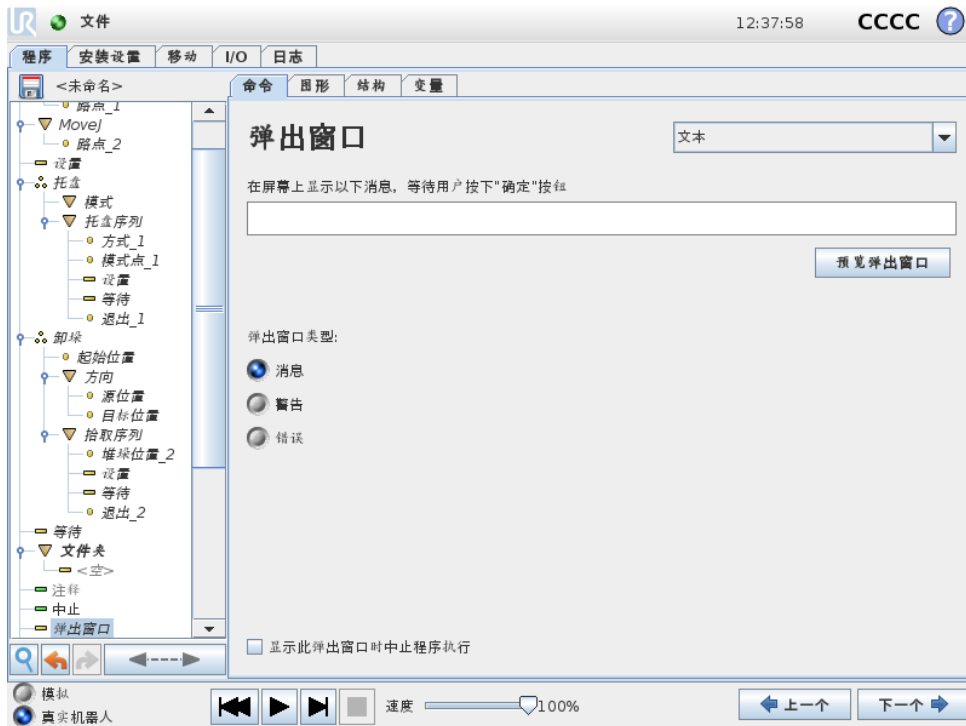 UR 文件 12:37:58 CCCC ?
程序 安装设置 移动 I/O 日志
<未命名>
命令 图形 结构 变量
路点_1
MoveJ
路点_2
设置
托盘
模式
托盘序列
方式_1
模式点_1
设置
等待
退出_1
卸垛
起始位置
方向
源位置
目标位置
拾取序列
堆垛位置_2
设置
等待
退出_2
等待
文件夹
<空>
注释
中止
弹出窗口
弹出窗口
文本
在屏幕上显示以下消息，等待用户按下"确定"按钮
预览弹出窗口
弹出窗口类型:
消息
警告
错误
显示此弹出窗口时中止程序执行
模拟
真实机器人
速度 100%
上一个 下一个